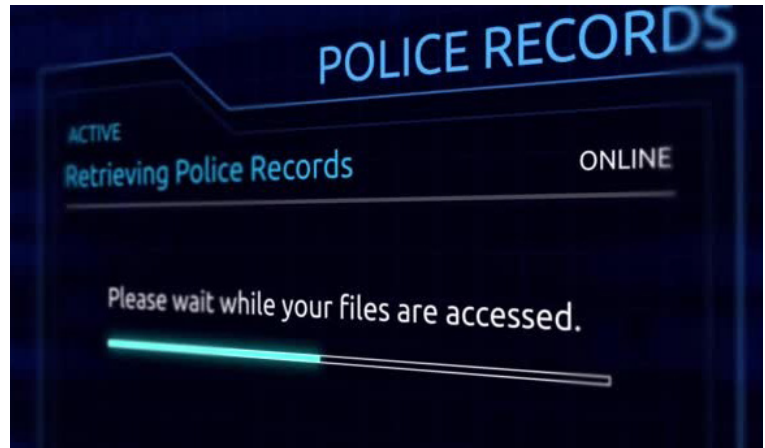 POLICE RECORDS
ACTIVE
Retrieving Police Records
ONLINE
Please wait while your files are accessed.